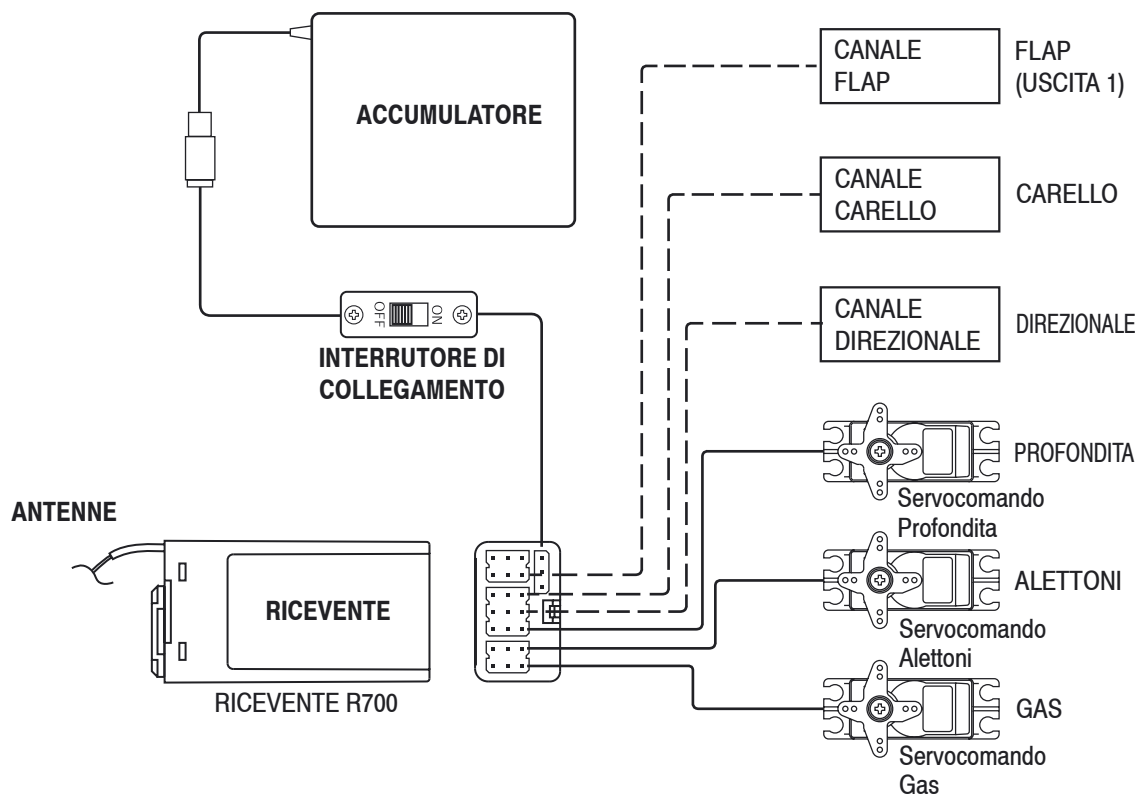 ACCUMULATORE
CANALE
FLAP
FLAP
(USCITA 1)
CANALE
CARELLO
CARELLO
OFF
ON
INTERRUTORE DI
COLLEGAMENTO
CANALE
DIREZIONALE
DIREZIONALE
PROFONDITA
Servocomando
Profondita
ANTENNE
RICEVENTE
RICEVENTE R700
ALETTONI
Servocomando
Alettoni
GAS
Servocomando
Gas